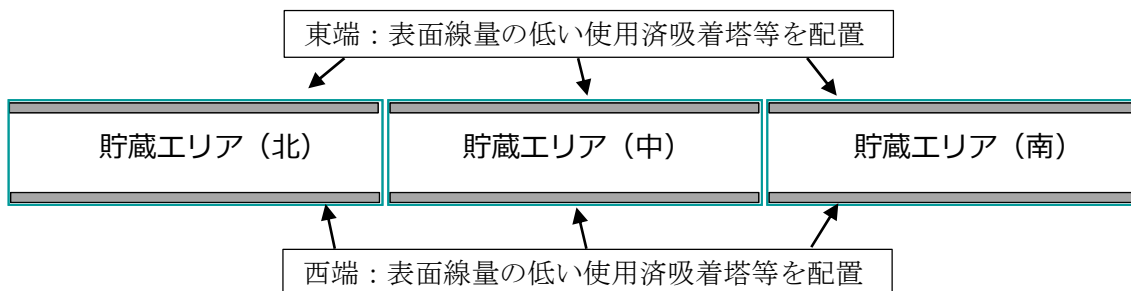 東端：表面線量の低い使用済吸着塔等を配置
貯蔵エリア（北）
貯蔵エリア（中）
貯蔵エリア（南）
西端：表面線量の低い使用済吸着塔等を配置